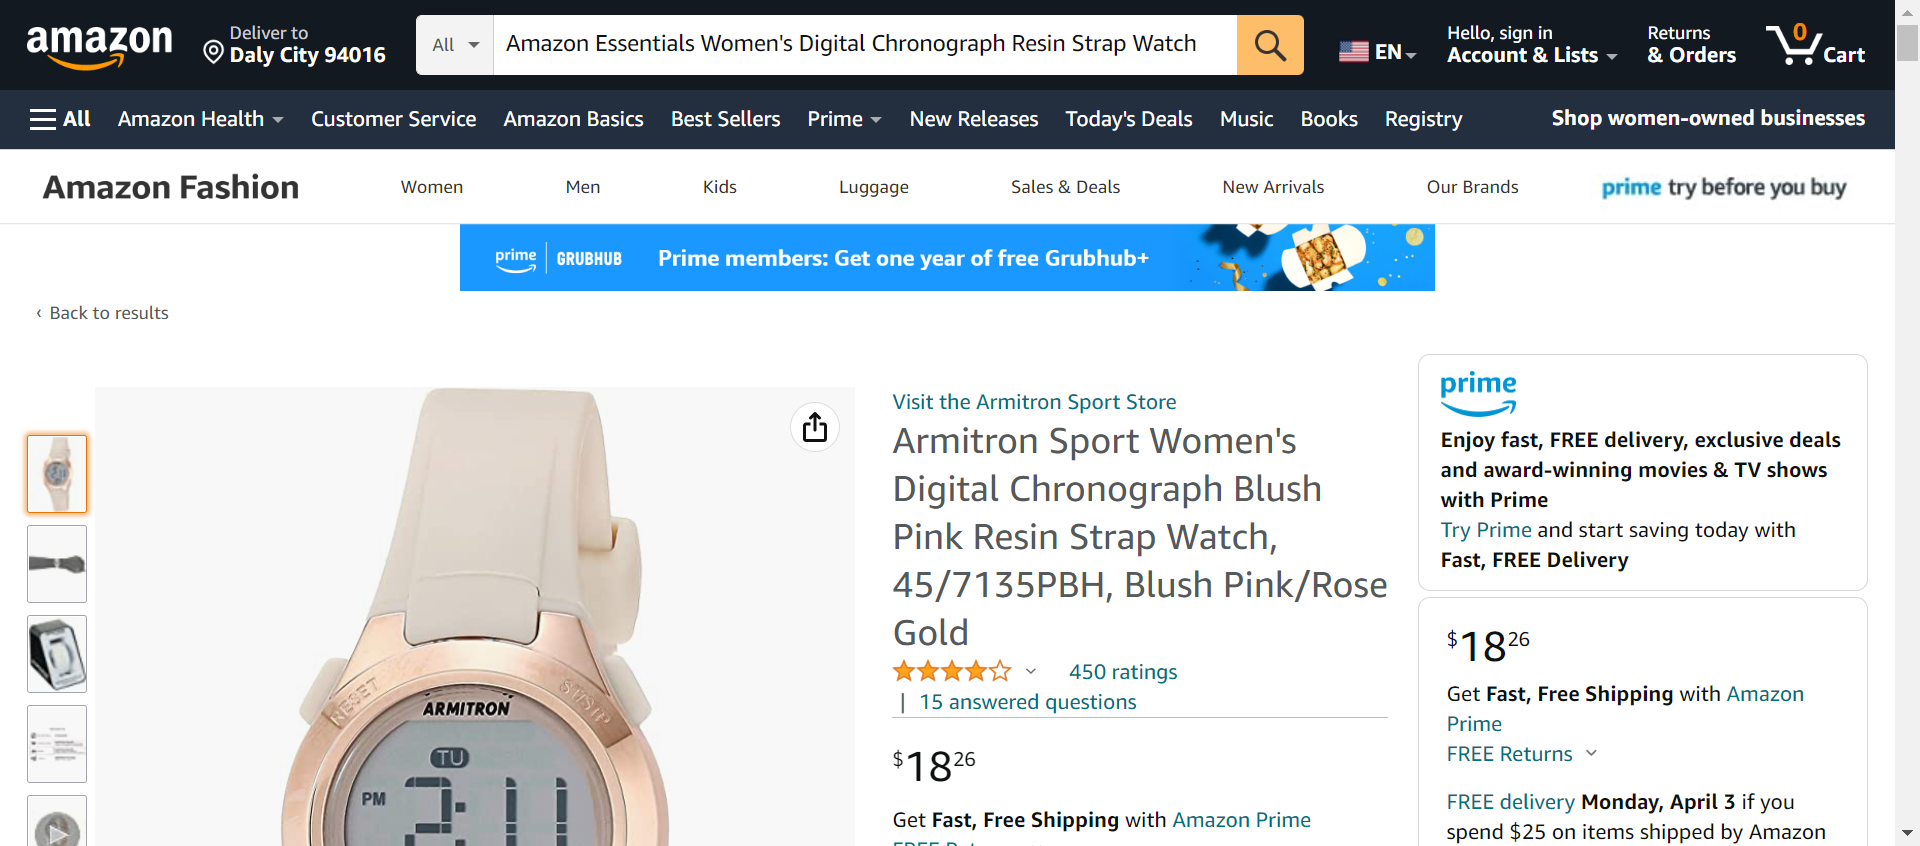 amazon
Deliver to
Daly City 94016
All
Amazon Essentials Women's Digital Chronograph Resin Strap Watch
EN
Hello, sign in
Account & Lists
Returns
& Orders
0
Cart
All
Amazon Health
Customer Service
Amazon Basics
Best Sellers
Prime
New Releases
Today's Deals
Music
Books
Registry
Shop women-owned businesses
Amazon Fashion
Women
Men
Kids
Luggage
Sales & Deals
New Arrivals
Our Brands
prime try before you buy
prime | GRUBHUB
Prime members: Get one year of free Grubhub+
‹ Back to results
RESET
ST/STP
ARMITRON
TU
PM 2:11
Visit the Armitron Sport Store
Armitron Sport Women's
Digital Chronograph Blush
Pink Resin Strap Watch,
45/7135PBH, Blush Pink/Rose
Gold
450 ratings
| 15 answered questions
$18 26
Get Fast, Free Shipping with Amazon Prime
prime
Enjoy fast, FREE delivery, exclusive deals
and award-winning movies & TV shows
with Prime
Try Prime and start saving today with
Fast, FREE Delivery
$18 26
Get Fast, Free Shipping with Amazon
Prime
FREE Returns
FREE delivery Monday, April 3 if you
spend $25 on items shipped by Amazon